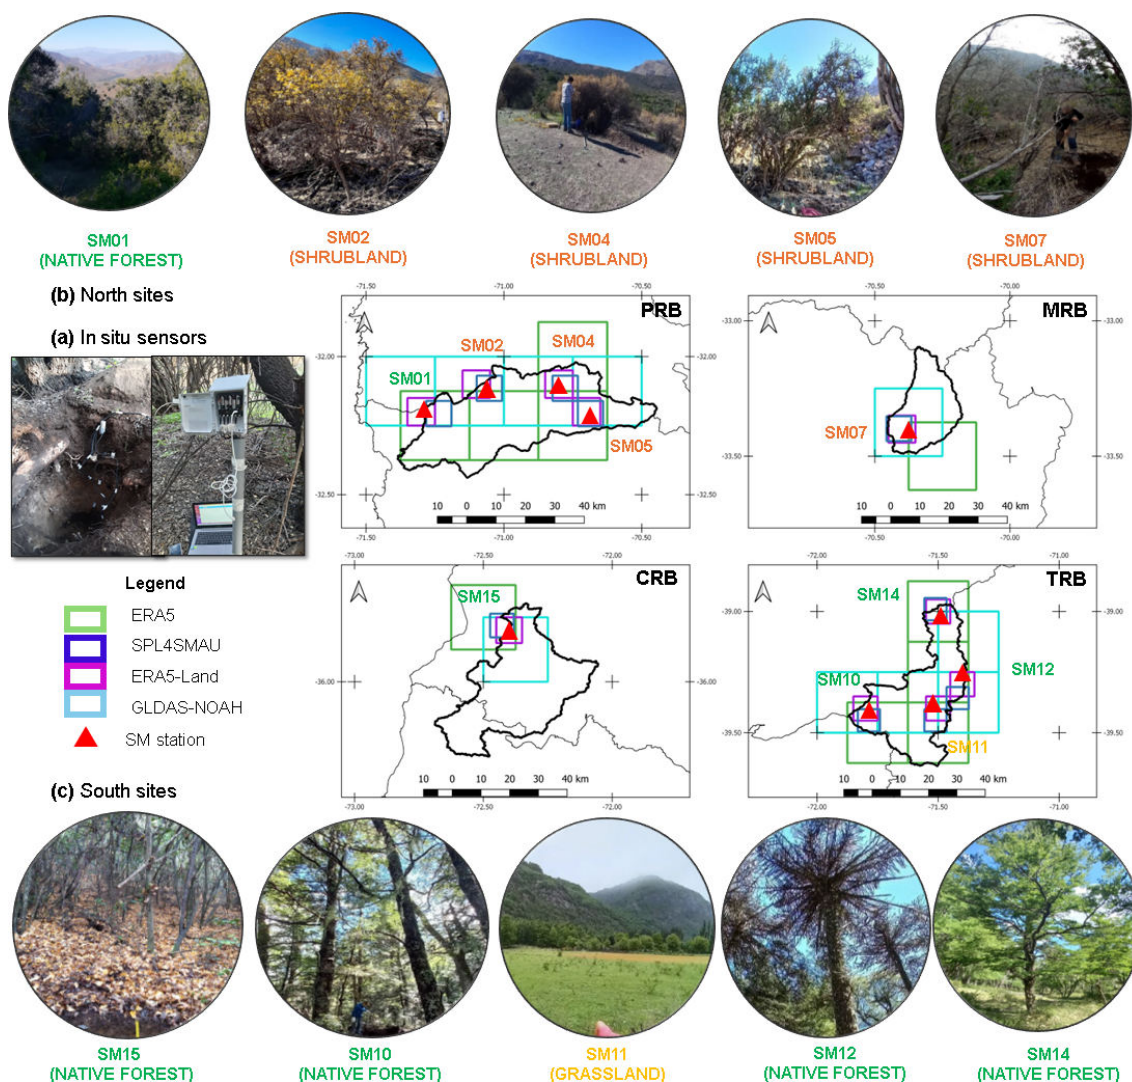 SM01
(NATIVE FOREST)
SM02
(SHRUBLAND)
SM04
(SHRUBLAND)
SM05
(SHRUBLAND)
SM07
(SHRUBLAND)
(b) North sites
(a) In situ sensors
-71.50
-71.00
-70.50
PRB
-32.00
-32.50
SM01
SM02
SM04
SM05
10 0 10 20 30 40 km
-70.50
-70.00
MRB
-33.00
-33.50
SM07
10 0 10 20 30 40 km
Legend
ERA5
SPL4SMAU
ERA5-Land
GLDAS-NOAH
SM station
CRB
SM15
-36.00
10 0 10 20 30 40 km
-73.00
-72.50
-72.00
TRB
SM14
SM12
SM10
SM11
-39.00
-39.50
10 0 10 20 30 40 km
-72.00
-71.50
-71.00
(c) South sites
SM15
(NATIVE FOREST)
SM10
(NATIVE FOREST)
SM11
(GRASSLAND)
SM12
(NATIVE FOREST)
SM14
(NATIVE FOREST)